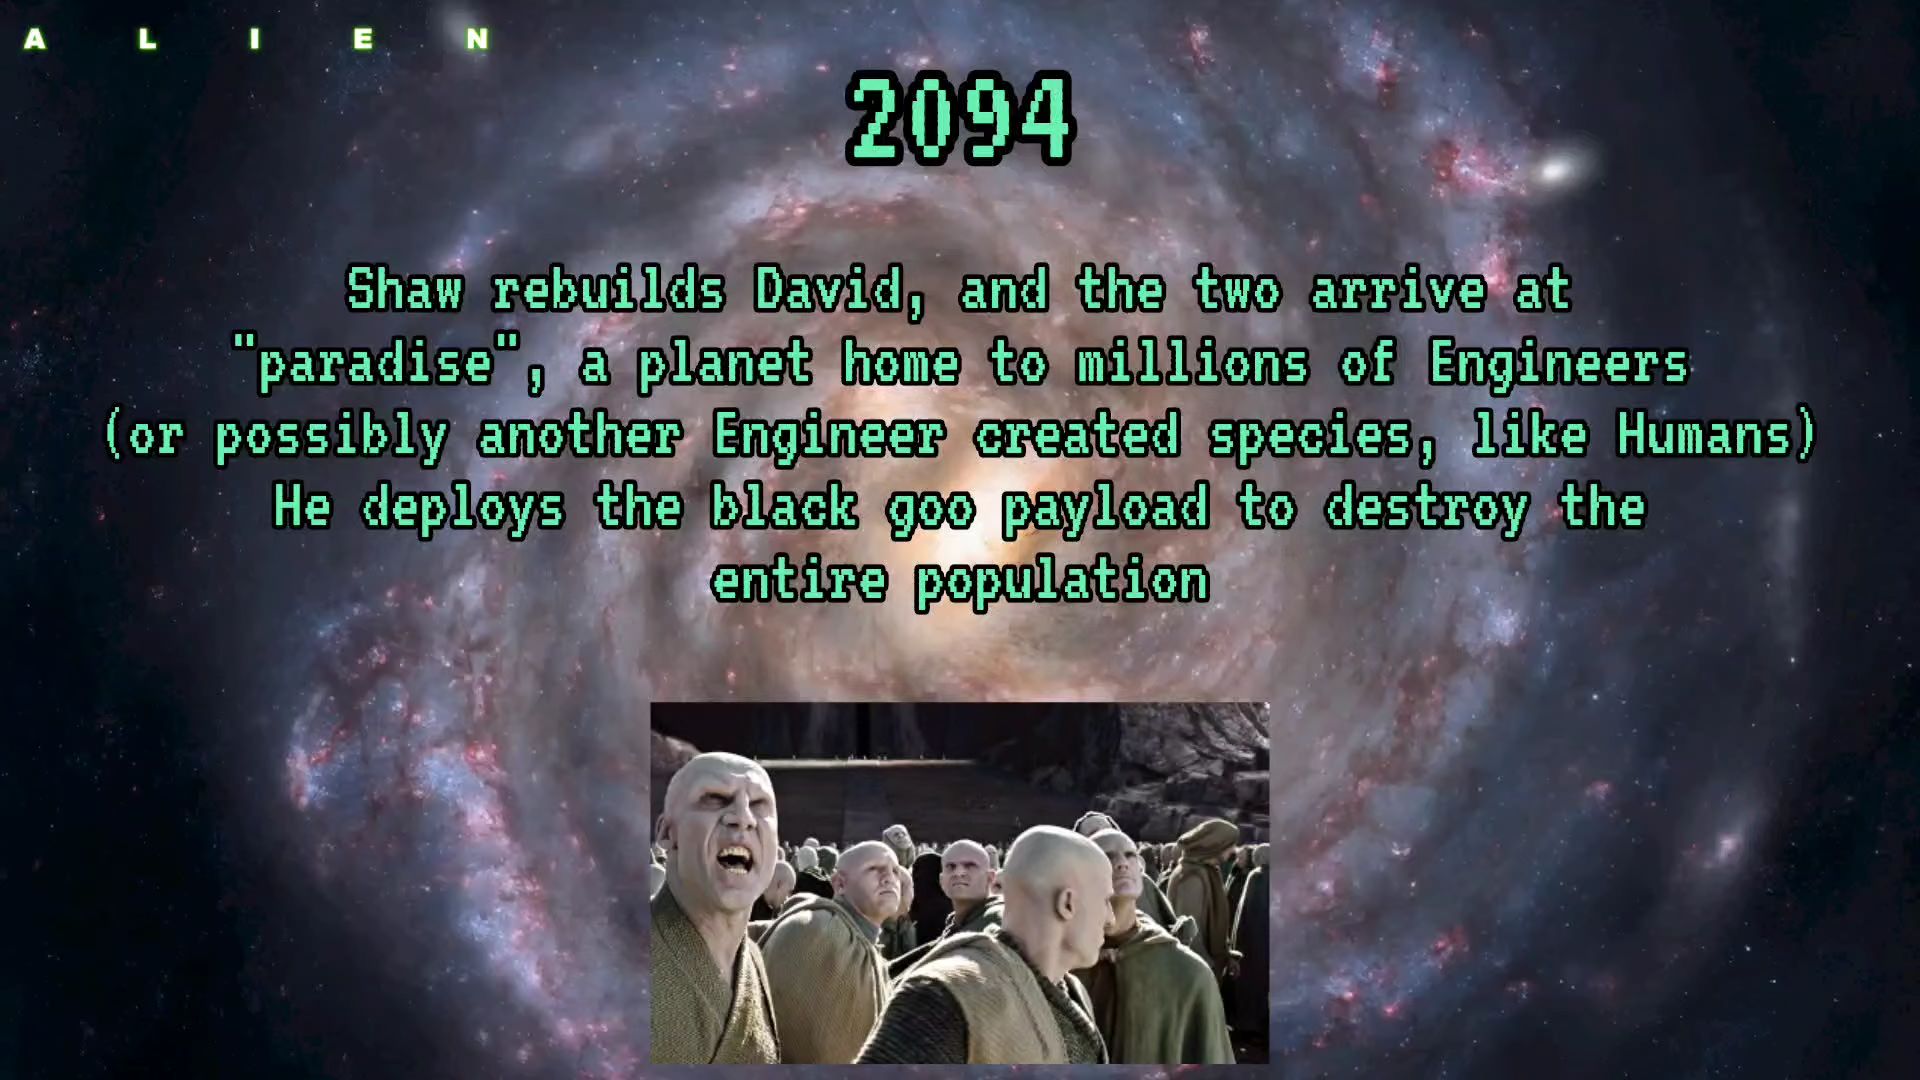 A L I E N
2094
Shaw rebuilds David, and the two arrive at
"paradise", a planet home to millions of Engineers
(or possibly another Engineer created species, like Humans)
He deploys the black goo payload to destroy the
entire population